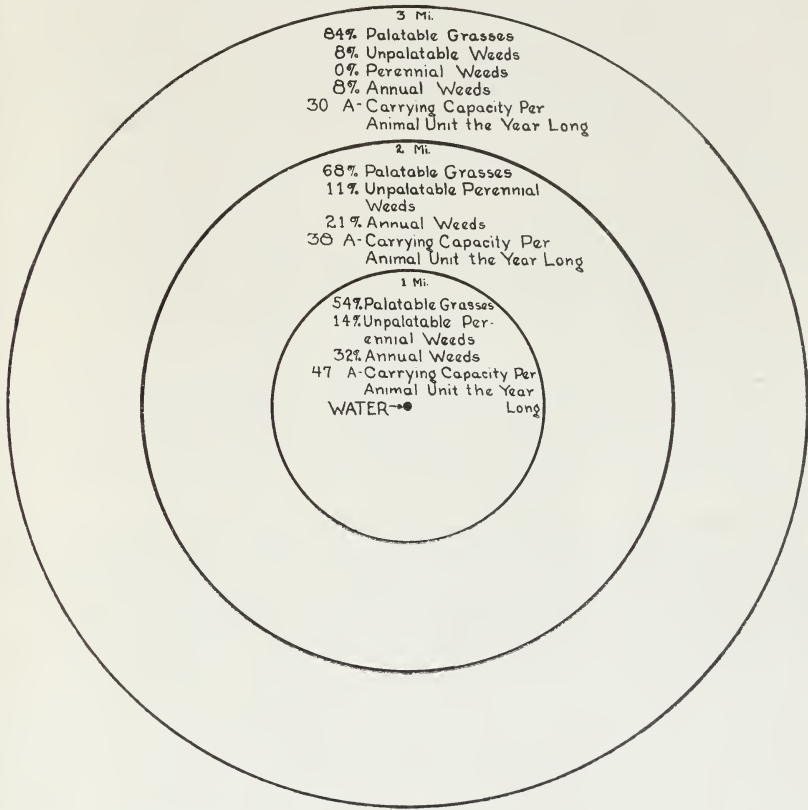 3 Mi.
84% Palatable Grasses
8% Unpalatable Weeds
0% Perennial Weeds
8% Annual Weeds
30 A-Carrying Capacity Per
Animal Unit the Year Long
2 Mi.
68% Palatable Grasses
11% Unpalatable Perennial
Weeds
21% Annual Weeds
38 A-Carrying Capacity Per
Animal Unit the Year Long
1 Mi.
54% Palatable Grasses
14% Unpalatable Per-
ennial Weeds
32% Annual Weeds
47 A-Carrying Capacity Per
Animal Unit the Year
WATER Long